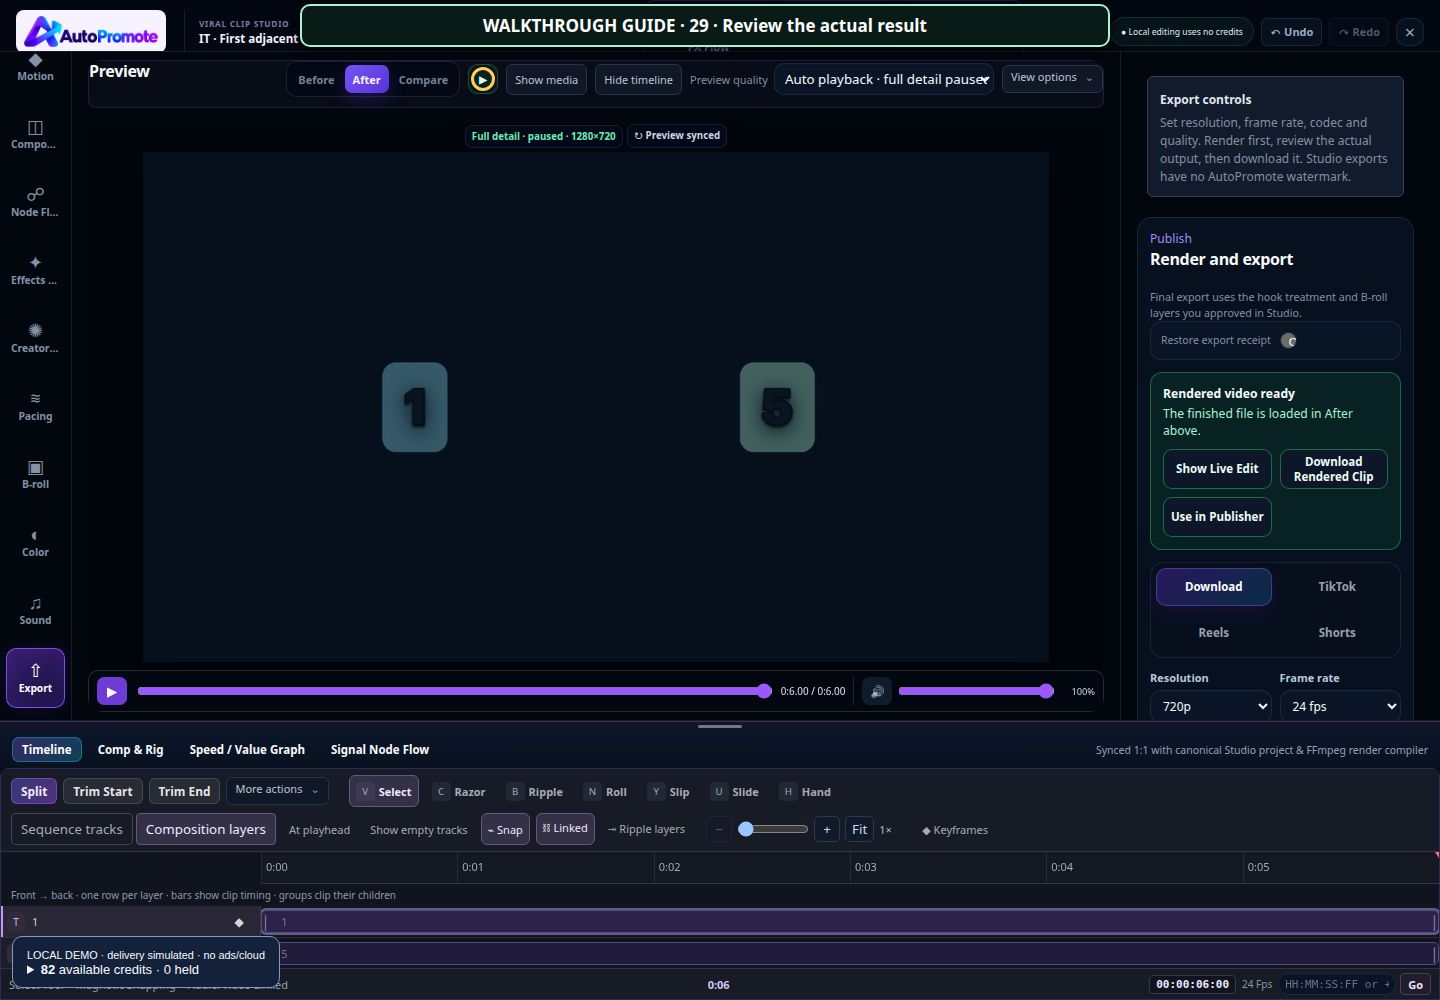 AutoPromote
VIRAL CLIP STUDIO
IT · First adjacent
WALKTHROUGH GUIDE · 29 · Review the actual result
Local editing uses no credits
Undo
Redo
Motion
Compo...
Node Fl...
Effects ...
Creator...
Pacing
B-roll
Color
Sound
Export
Preview
Before
After
Compare
Show media
Hide timeline
Preview quality
Auto playback · full detail paused
View options
Full detail · paused · 1280×720
Preview synced
1
5
0:6.00 / 0:6.00
100%
Export controls
Set resolution, frame rate, codec and
quality. Render first, review the actual
output, then download it. Studio exports
have no AutoPromote watermark.
Publish
Render and export
Final export uses the hook treatment and B-roll
layers you approved in Studio.
Restore export receipt
Rendered video ready
The finished file is loaded in After
above.
Show Live Edit
Download
Rendered Clip
Use in Publisher
Download
TikTok
Reels
Shorts
Resolution
Frame rate
720p
24 fps
Timeline
Comp & Rig
Speed / Value Graph
Signal Node Flow
Synced 1:1 with canonical Studio project & FFmpeg render compiler
Split
Trim Start
Trim End
More actions
V Select
C Razor
B Ripple
N Roll
Y Slip
U Slide
H Hand
Sequence tracks
Composition layers
At playhead
Show empty tracks
Snap
Linked
Ripple layers
Fit
1×
Keyframes
0:00
0:01
0:02
0:03
0:04
0:05
Front → back · one row per layer · bars show clip timing · groups clip their children
T 1
1
5
LOCAL DEMO · delivery simulated · no ads/cloud
82 available credits · 0 held
0:06
00:00:06:00
24 Fps
HH:MM:SS:FF or +
Go